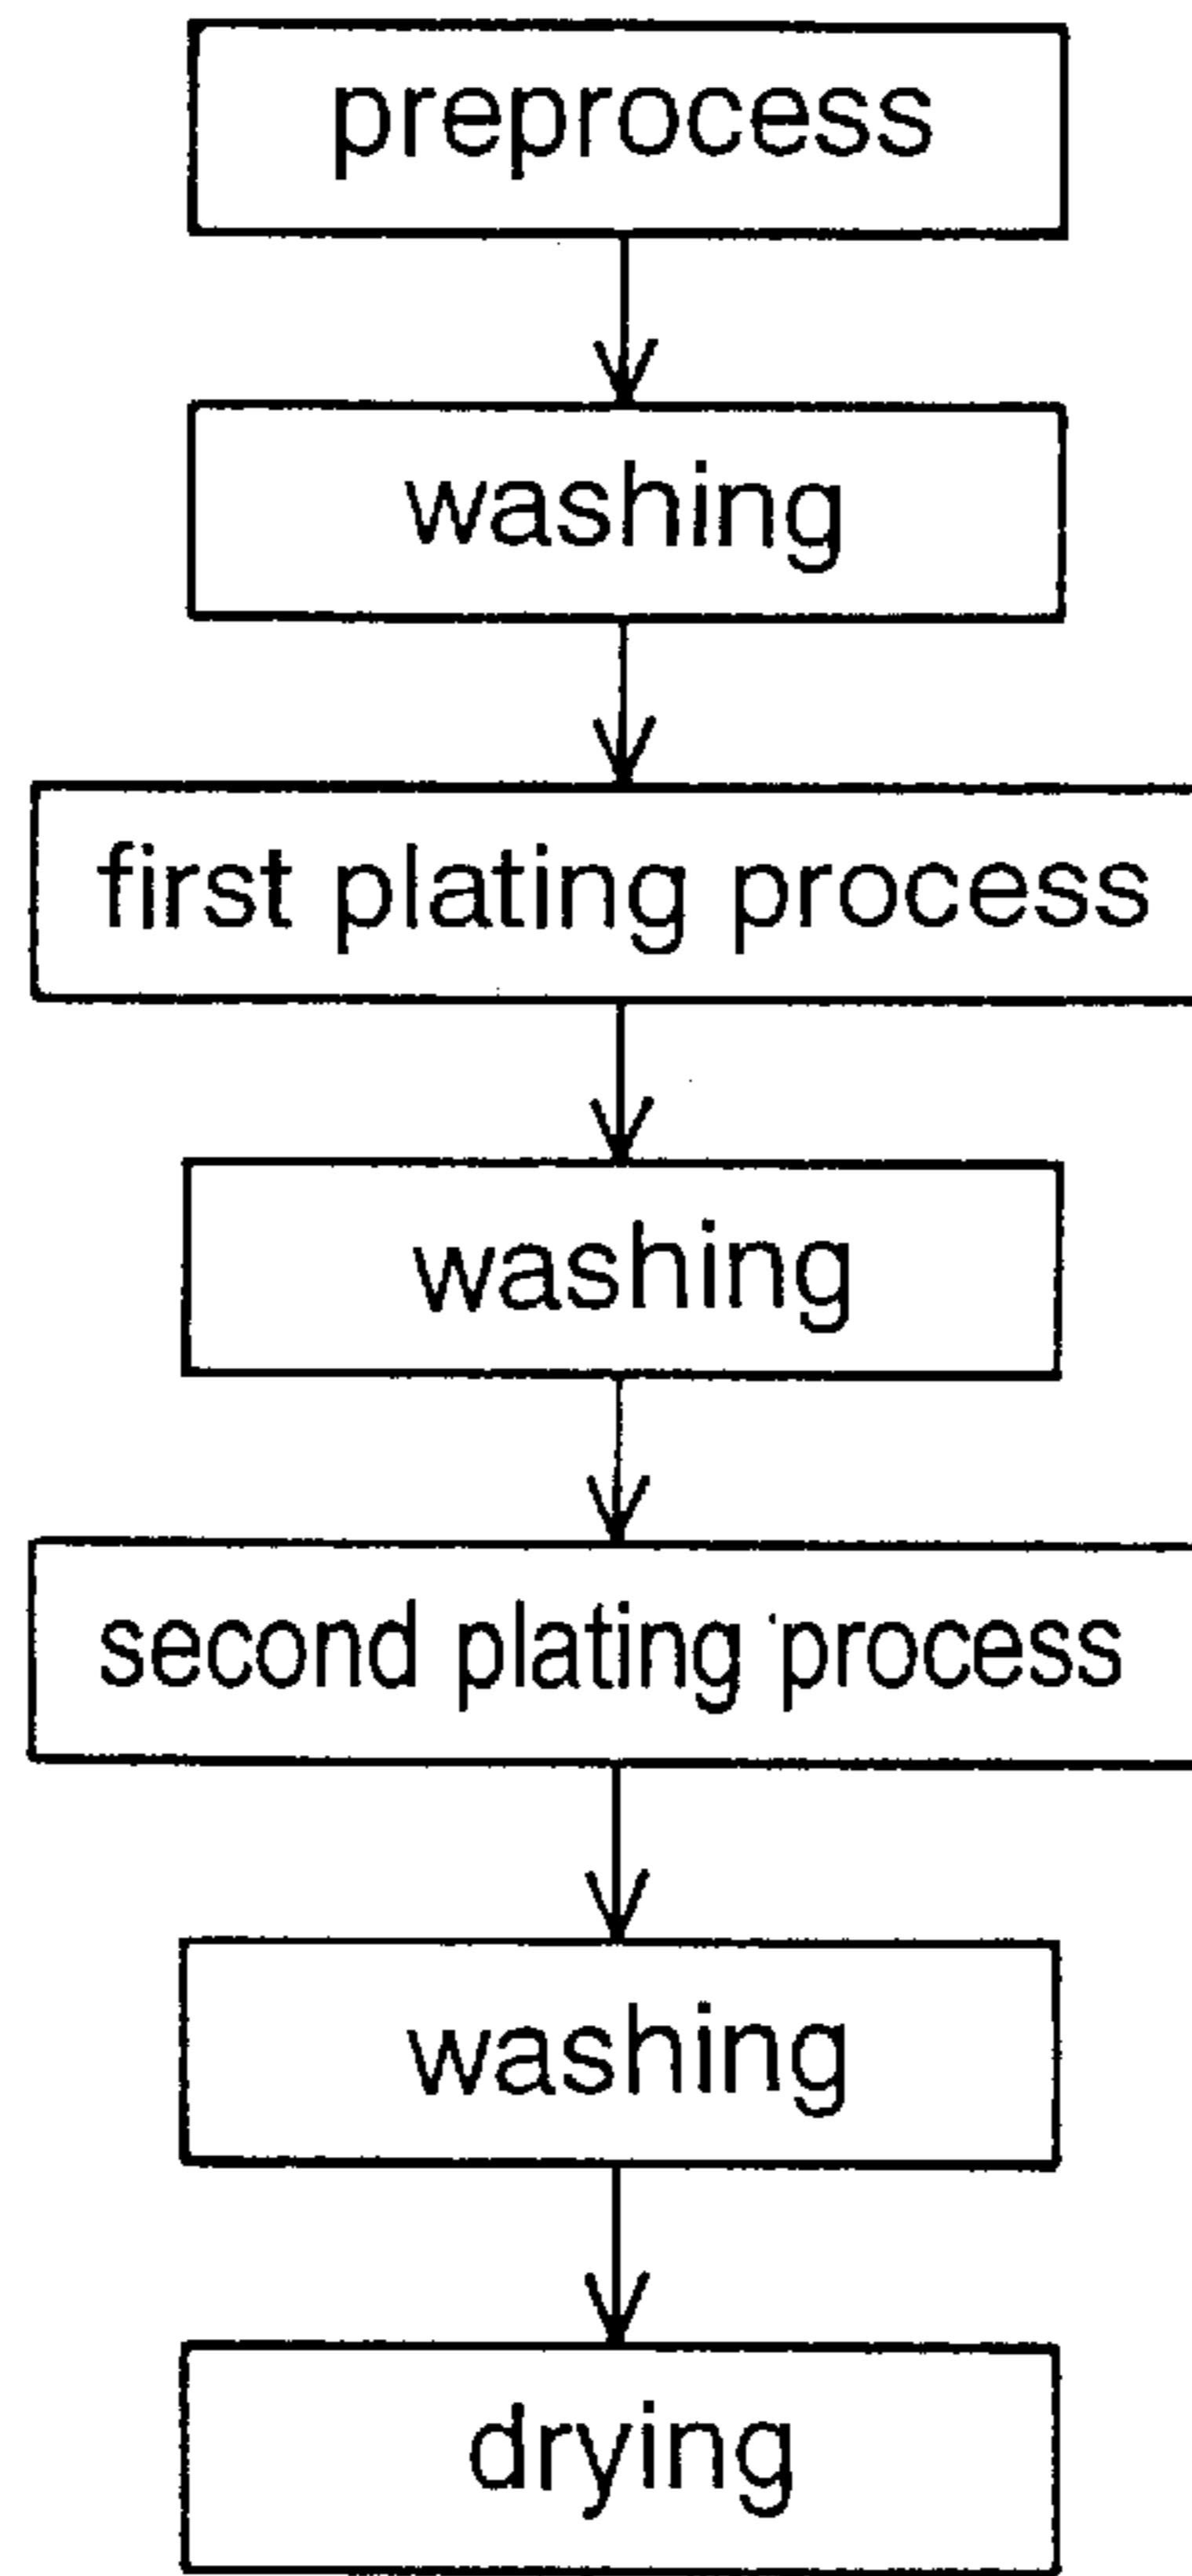 preprocess
washing
first plating process
washing
second plating process
washing
drying